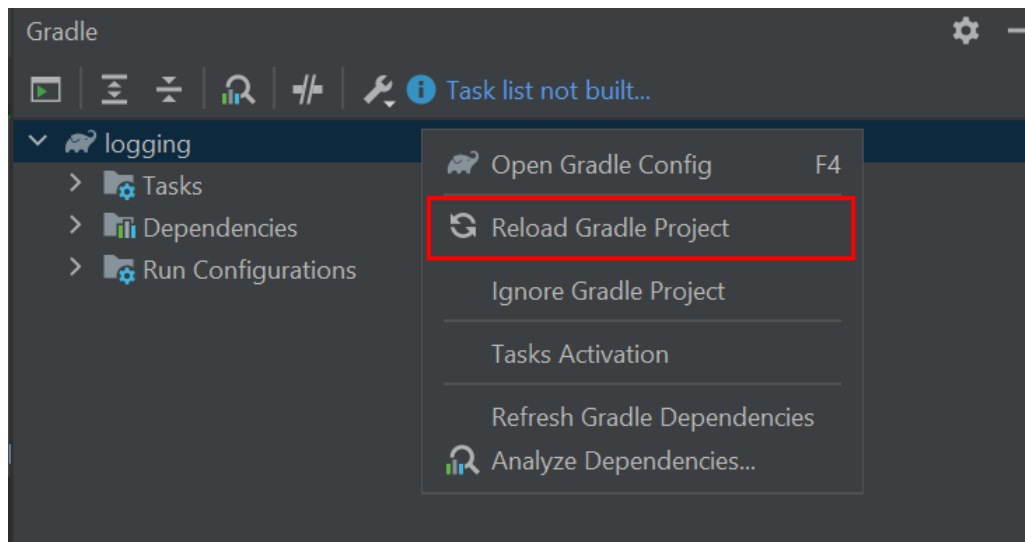 Gradle
Task list not built...
logging
Tasks
Dependencies
Run Configurations
Open Gradle Config F4
Reload Gradle Project
Ignore Gradle Project
Tasks Activation
Refresh Gradle Dependencies
Analyze Dependencies...